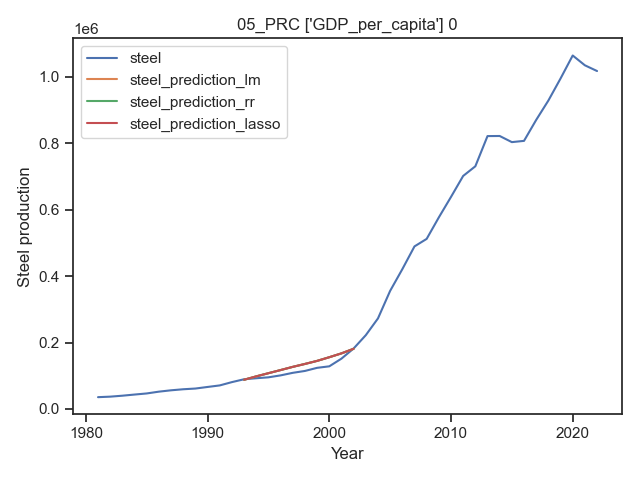 05_PRC ['GDP_per_capita'] 0
1e6
steel
steel_prediction_lm
steel_prediction_rr
steel_prediction_lasso
1.0
0.8
0.6
0.4
0.2
0.0
Steel production
1980 1990 2000 2010 2020
Year